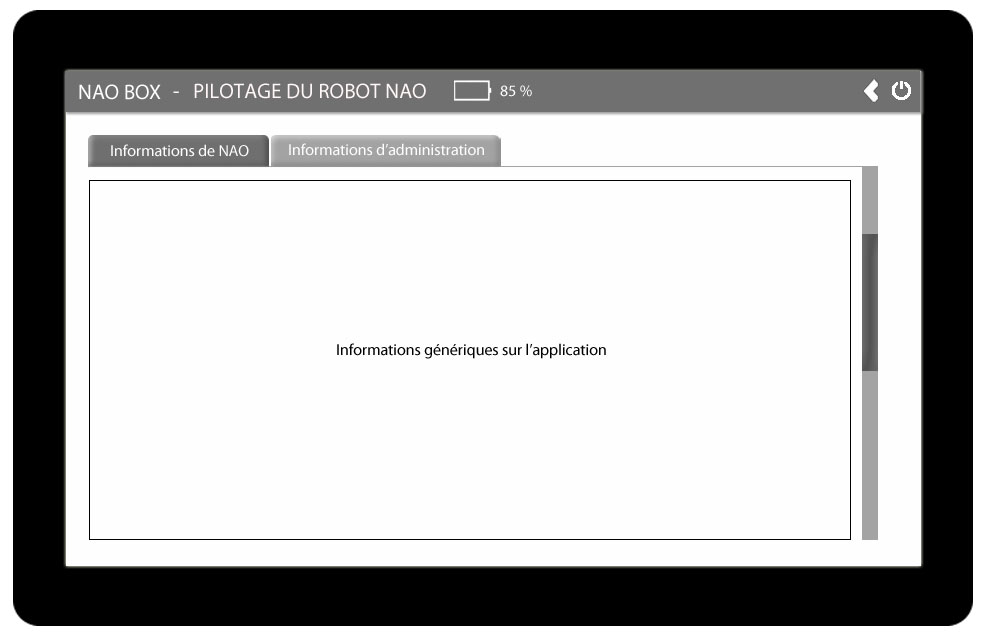 NAO BOX - PILOTAGE DU ROBOT NAO 85 %
Informations de NAO Informations d’administration
Informations génériques sur l’application